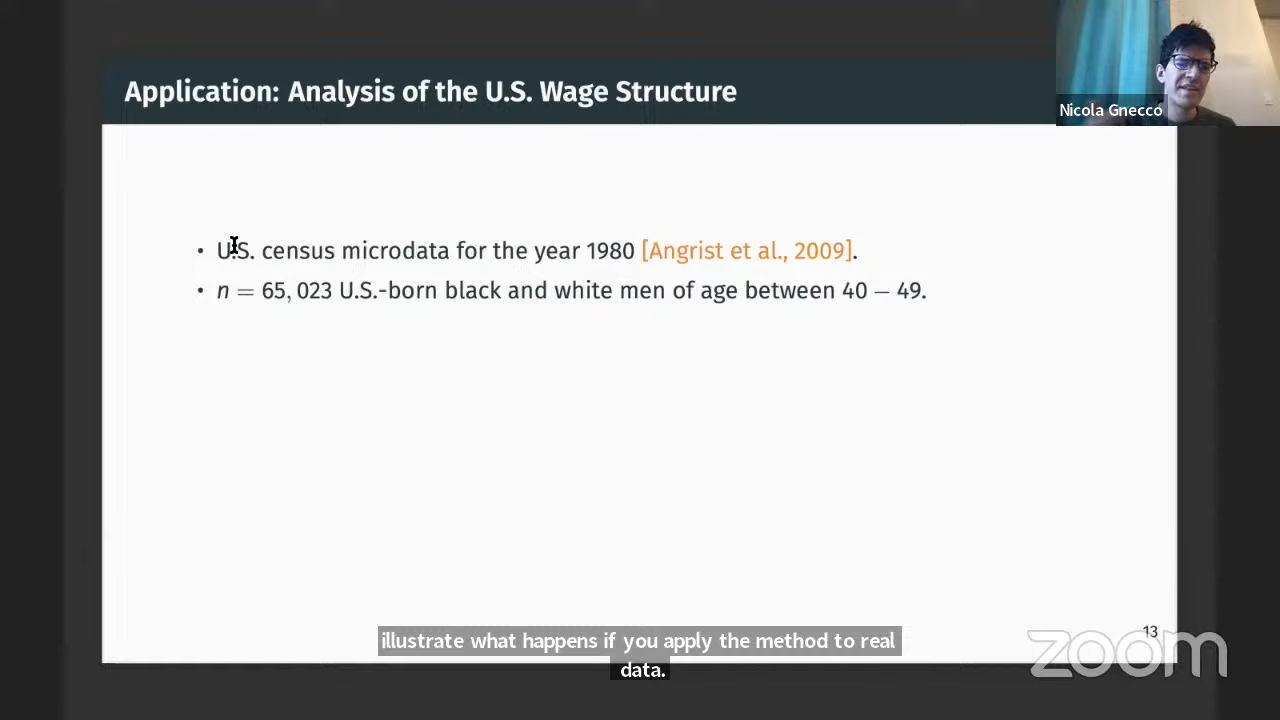 Application: Analysis of the U.S. Wage Structure
Nicola Gnecco
• U.S. census microdata for the year 1980 [Angrist et al., 2009].
• n = 65, 023 U.S.-born black and white men of age between 40 – 49.
13
illustrate what happens if you apply the method to real
data.
zoom